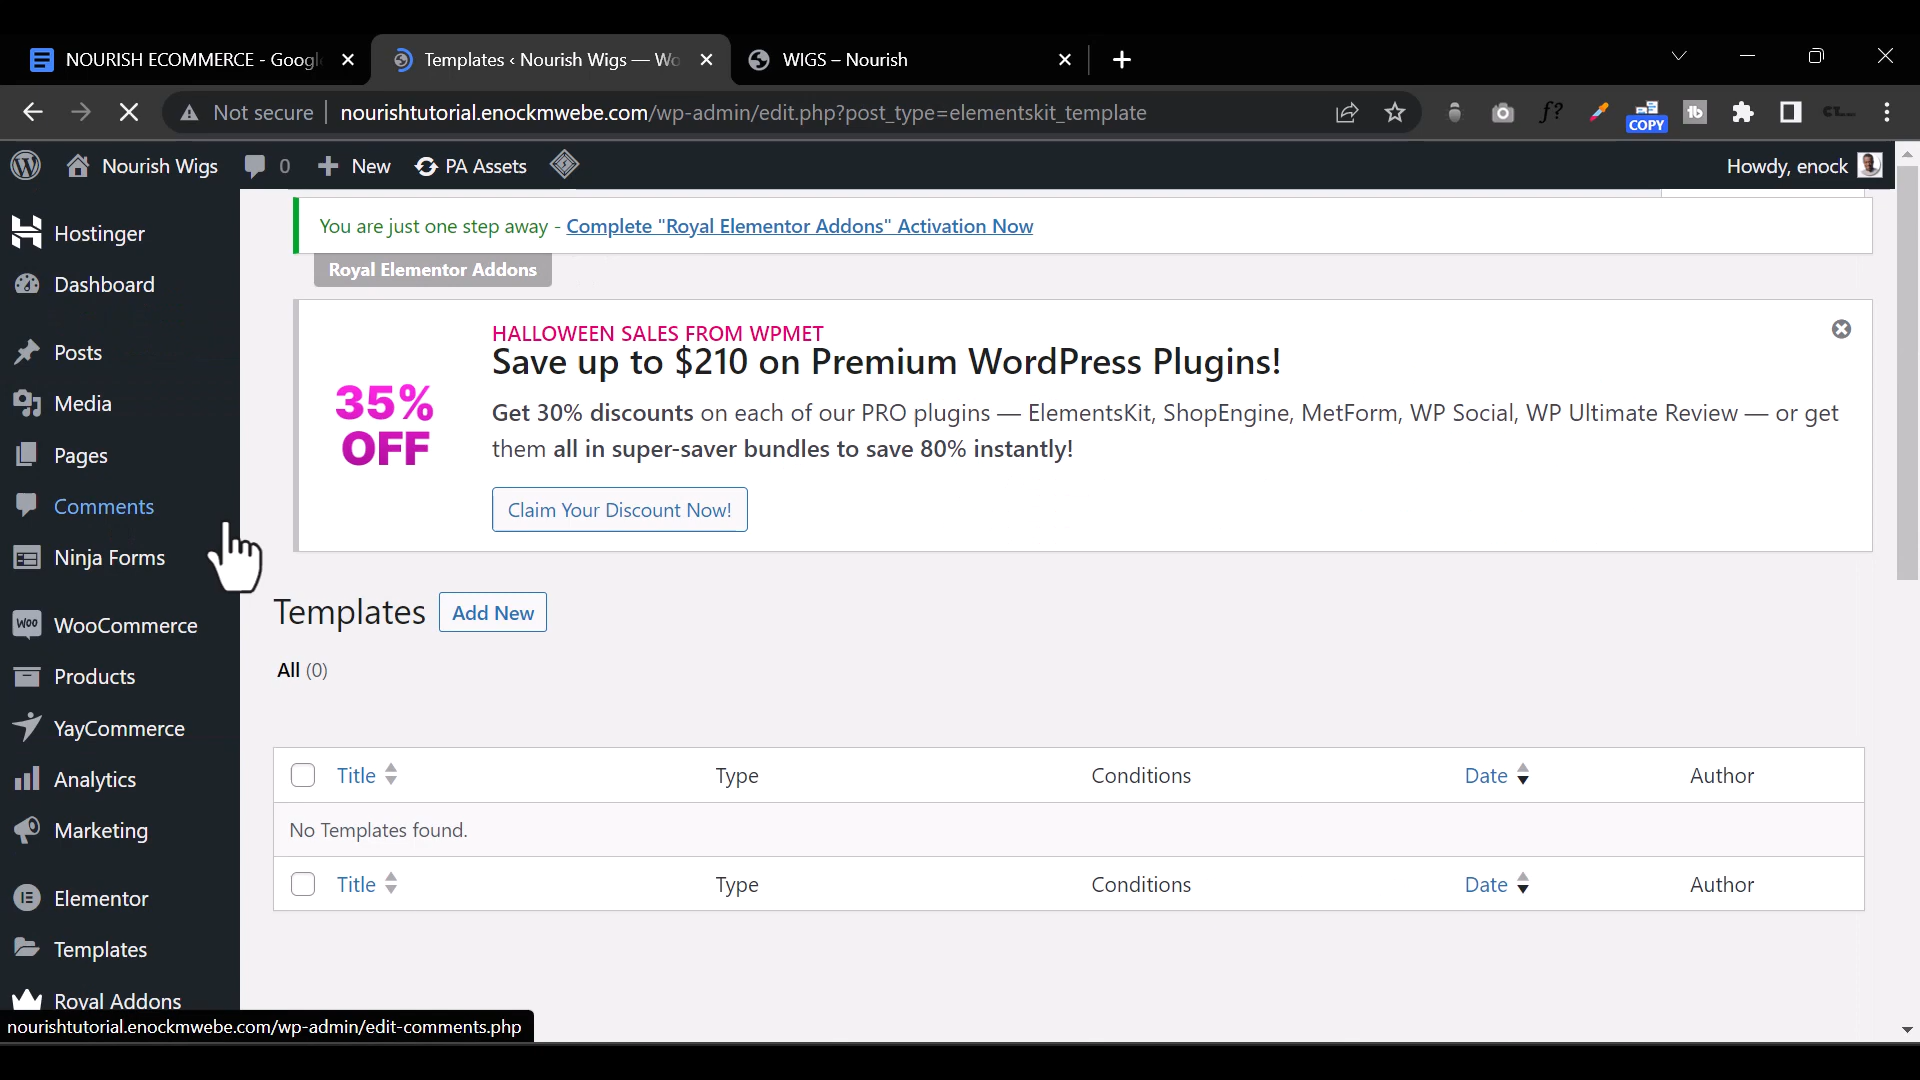 NOURISH ECOMMERCE - Googl
Templates ‹ Nourish Wigs — Wo
WIGS – Nourish
Not secure
nourishtutorial.enockmwebe.com/wp-admin/edit.php?post_type=elementskit_template
f?
COPY
Nourish Wigs
0
New
PA Assets
Howdy, enock
Hostinger
Dashboard
Posts
Media
Pages
Comments
Ninja Forms
WooCommerce
Products
YayCommerce
Analytics
Marketing
Elementor
Templates
Royal Addons
You are just one step away - Complete "Royal Elementor Addons" Activation Now
Royal Elementor Addons
35%
OFF
HALLOWEEN SALES FROM WPMET
Save up to $210 on Premium WordPress Plugins!
Get 30% discounts on each of our PRO plugins — ElementsKit, ShopEngine, MetForm, WP Social, WP Ultimate Review — or get
them all in super-saver bundles to save 80% instantly!
Claim Your Discount Now!
Templates
Add New
All (0)
Title Type Conditions Date Author
No Templates found.
Title Type Conditions Date Author
nourishtutorial.enockmwebe.com/wp-admin/edit-comments.php